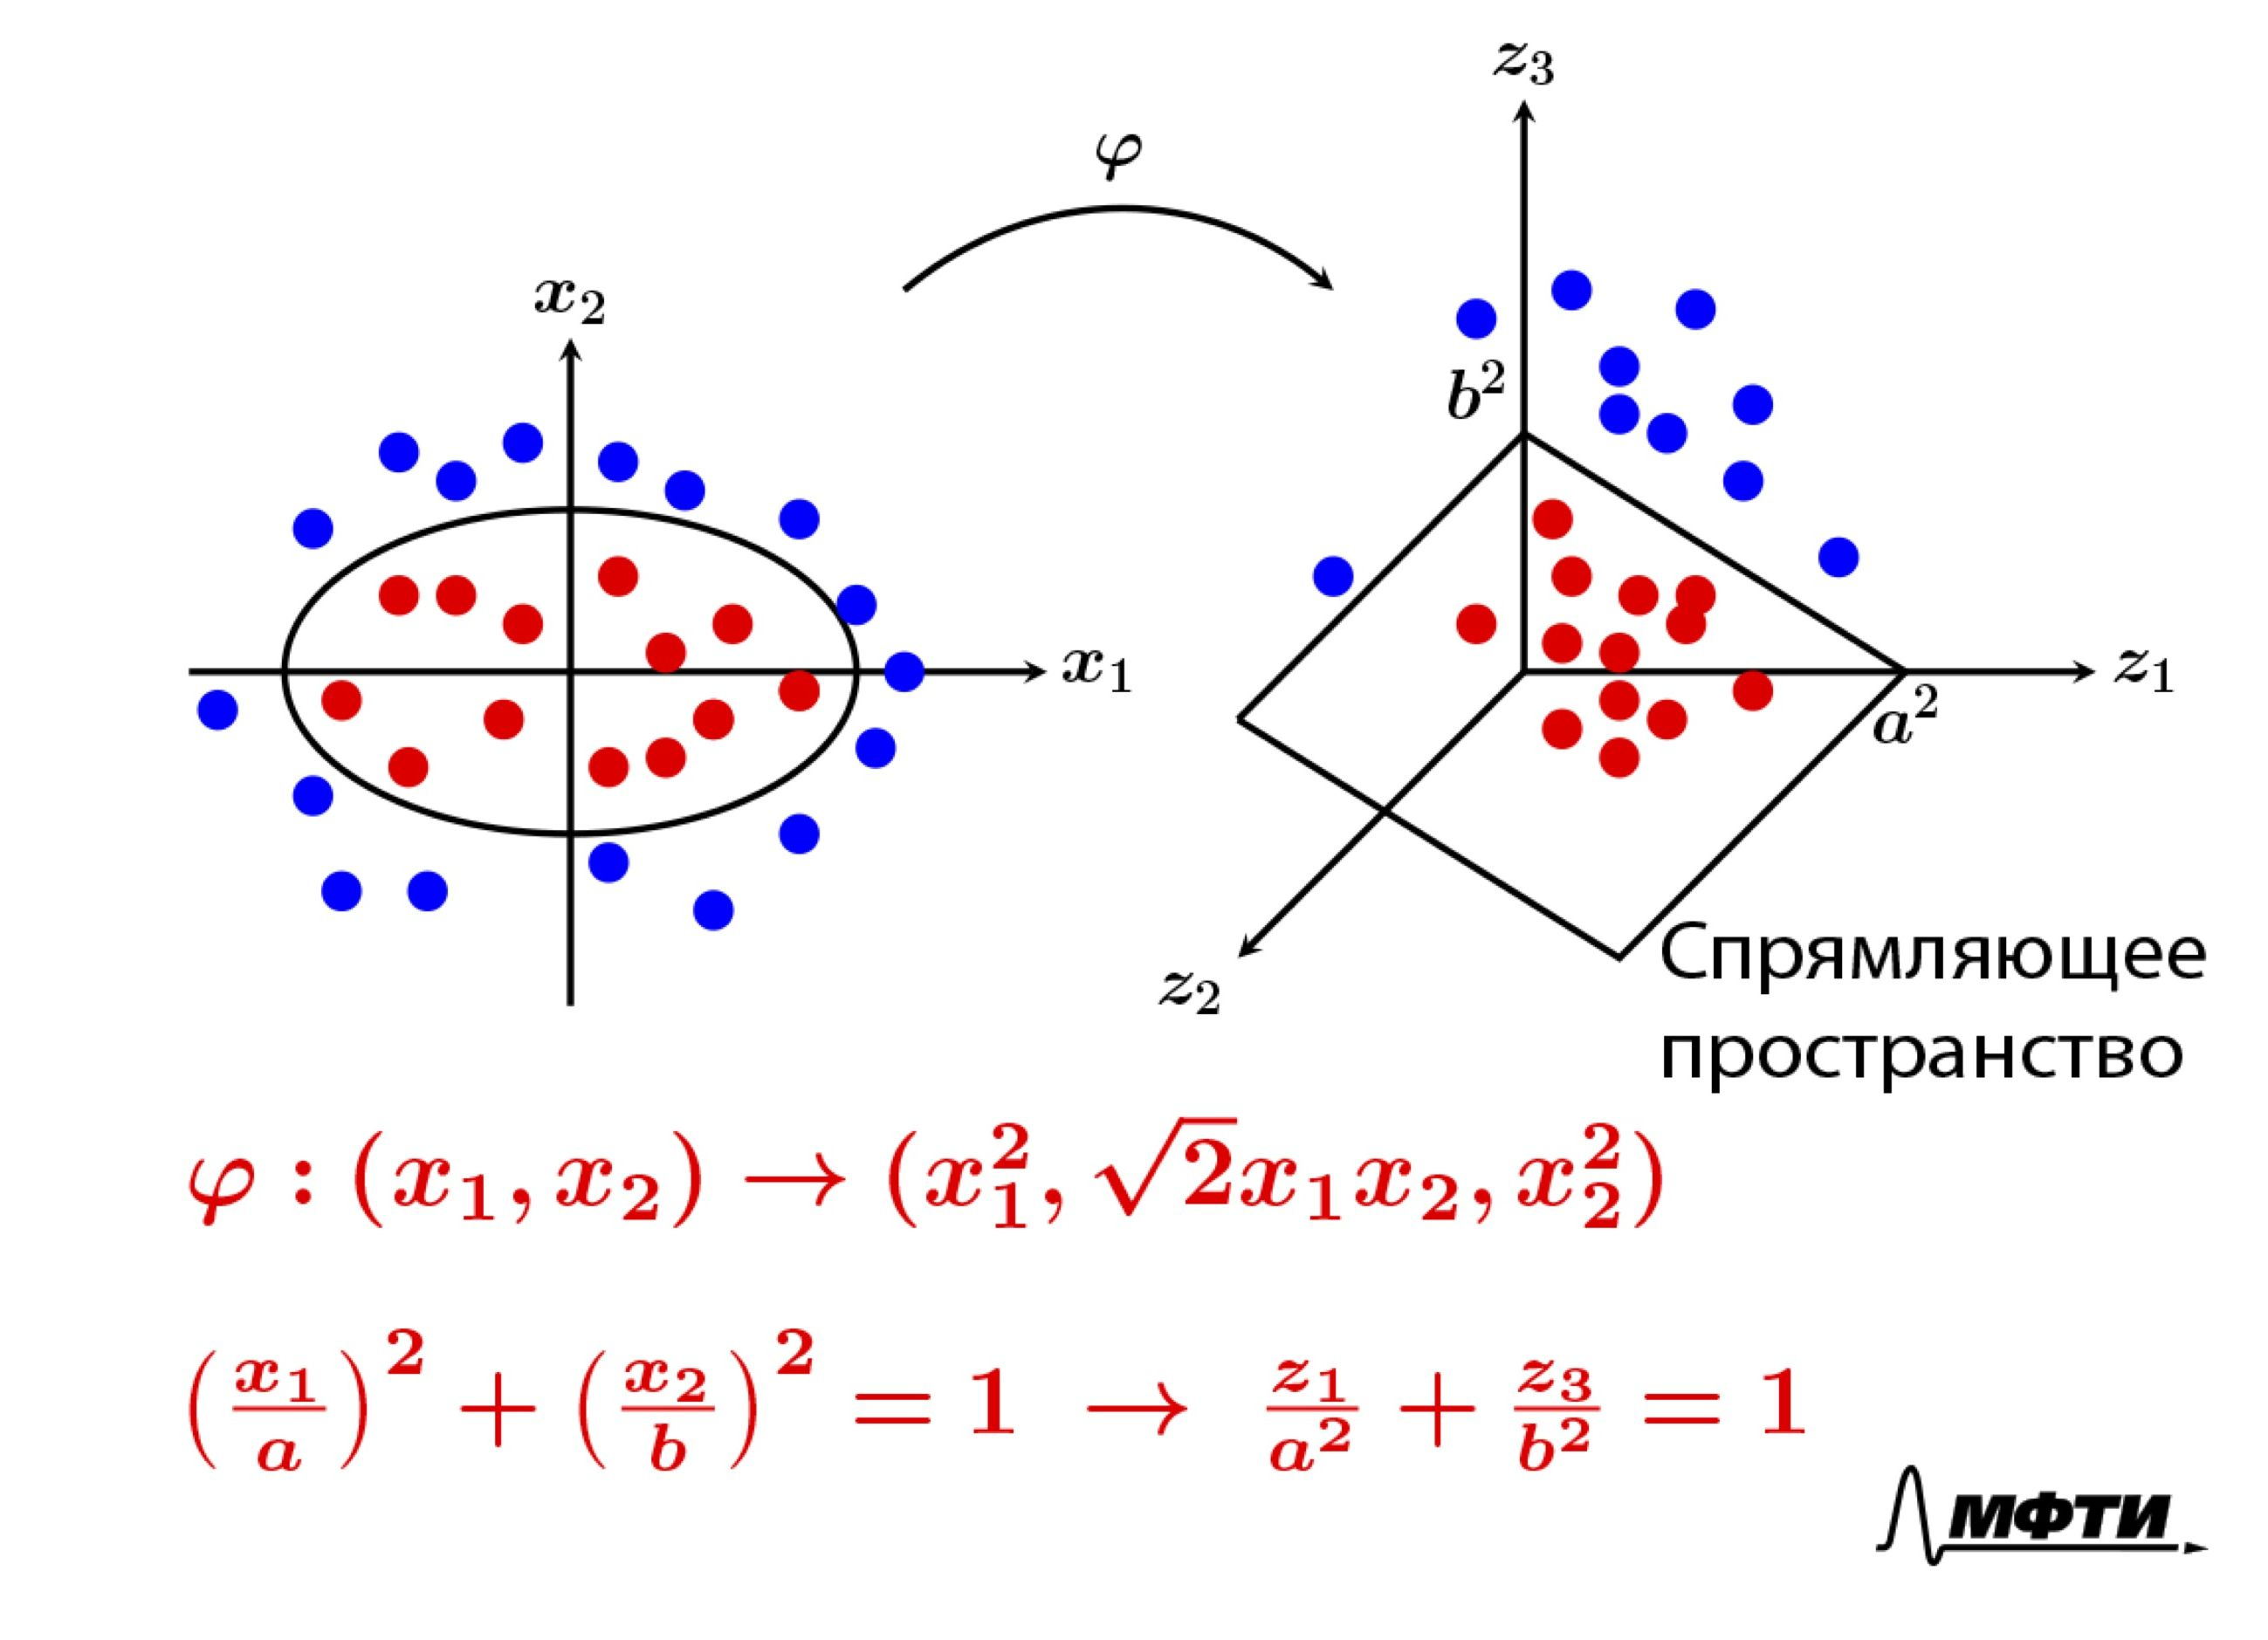 z₃
φ
x₂
b²
x₁
z₁
a²
z₂
Спрямляющее
пространство
φ : (x₁, x₂) → (x₁², √2x₁x₂, x₂²)
(x₁/a)² + (x₂/b)² = 1 → z₁/a² + z₃/b² = 1
МФТИ